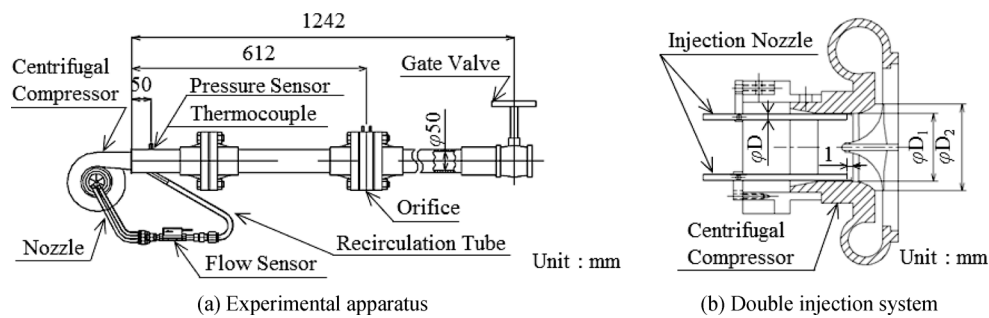 1242
612
50
Centrifugal
Compressor
Pressure Sensor
Thermocouple
Gate Valve
φ50
Orifice
Recirculation Tube
Nozzle
Flow Sensor
Unit : mm
(a) Experimental apparatus
Injection Nozzle
φD
1
φD₁
φD₂
Centrifugal
Compressor
Unit : mm
(b) Double injection system